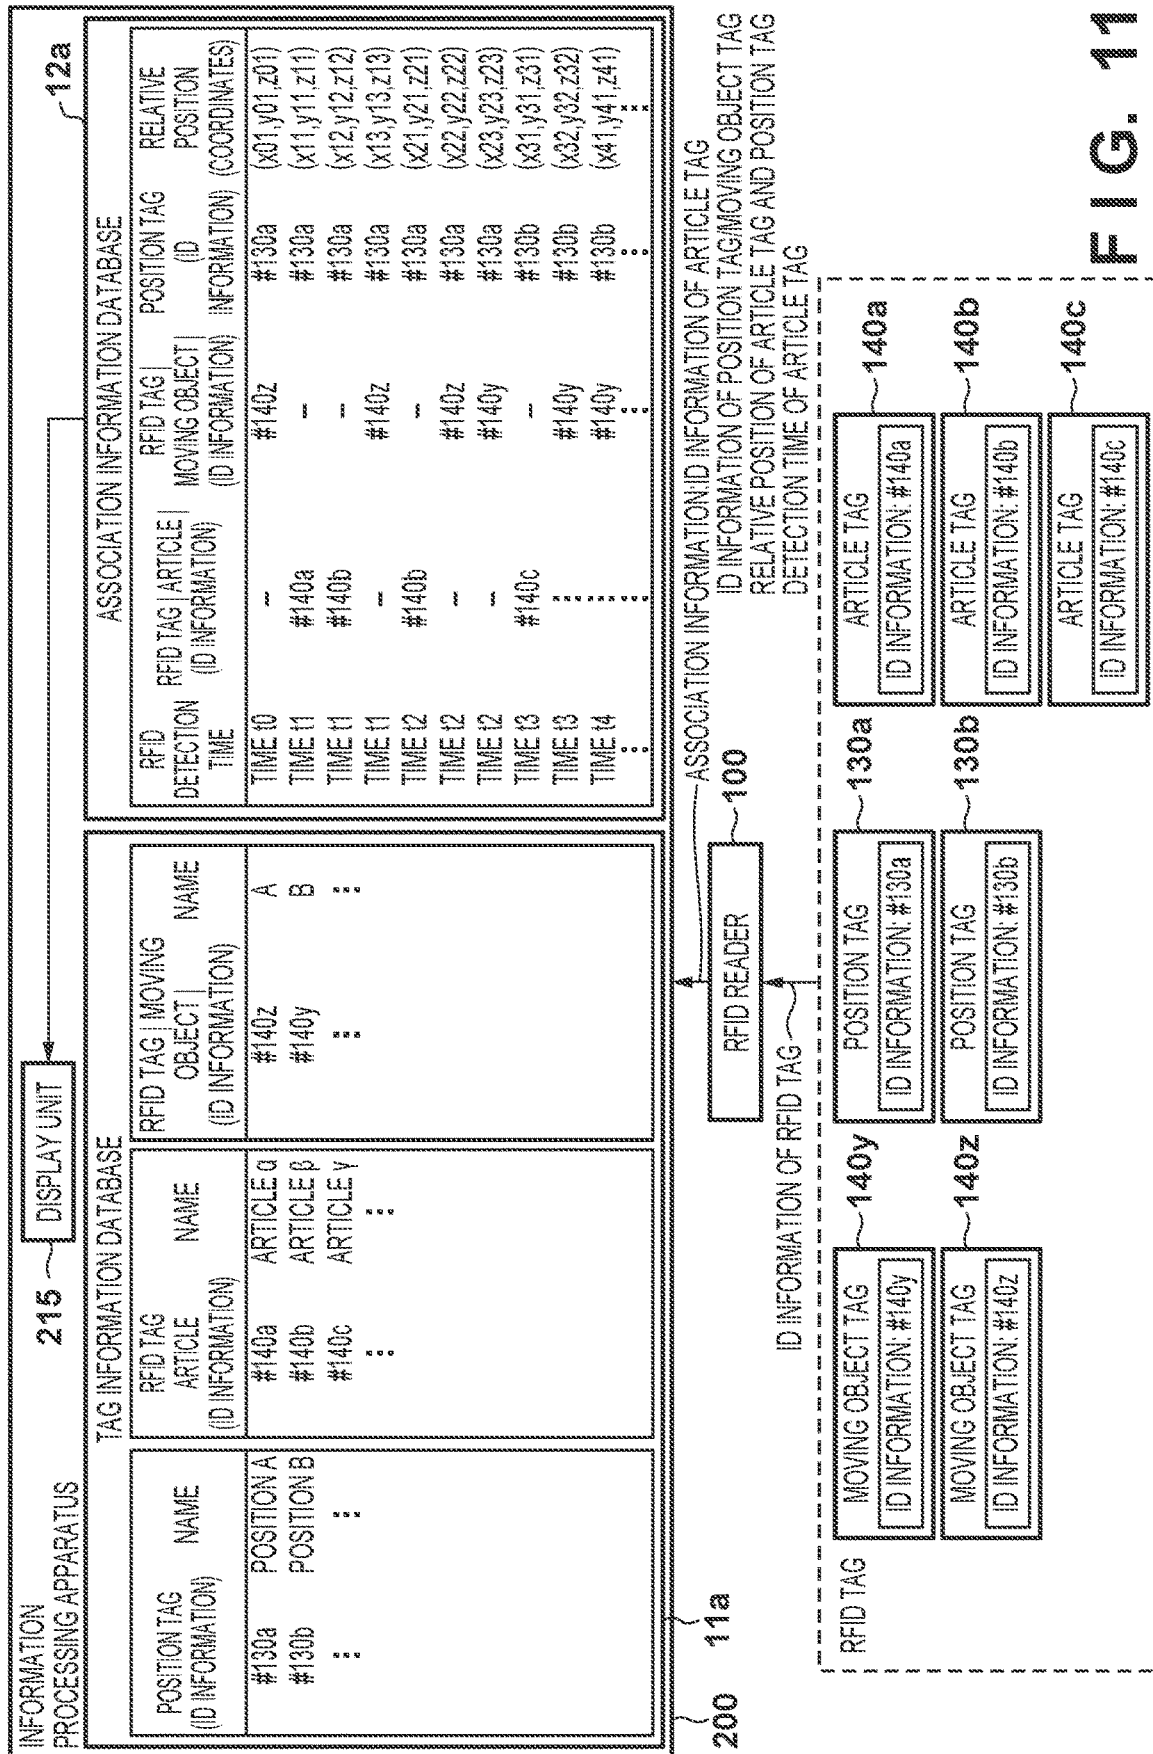 INFORMATION
PROCESSING APPARATUS
215
DISPLAY UNIT
TAG INFORMATION DATABASE
POSITION TAG
(ID INFORMATION)
NAME
#130a POSITION A
#130b POSITION B
⋮ ⋮
RFID TAG
ARTICLE
(ID INFORMATION)
NAME
#140a ARTICLE α
#140b ARTICLE β
#140c ARTICLE γ
⋮ ⋮
RFID TAG | MOVING
OBJECT |
(ID INFORMATION)
NAME
#140z A
#140y B
⋮ ⋮
12a
ASSOCIATION INFORMATION DATABASE
RFID
DETECTION
TIME
RFID TAG | ARTICLE |
(ID INFORMATION)
RFID TAG |
MOVING OBJECT |
(ID INFORMATION)
POSITION TAG
(ID
INFORMATION)
RELATIVE
POSITION
(COORDINATES)
TIME t0 – #140z #130a (x01,y01,z01)
TIME t1 #140a – #130a (x11,y11,z11)
TIME t1 #140b – #130a (x12,y12,z12)
TIME t1 – #140z #130a (x13,y13,z13)
TIME t2 #140b – #130a (x21,y21,z21)
TIME t2 – #140z #130a (x22,y22,z22)
TIME t2 – #140y #130a (x23,y23,z23)
TIME t3 #140c – #130b (x31,y31,z31)
TIME t3 ⋮ #140y #130b (x32,y32,z32)
TIME t4 ⋮ #140y #130b (x41,y41,z41)
⋮ ⋮ ⋮ ⋮ ⋮
200
11a
RFID READER
100
ASSOCIATION INFORMATION:ID INFORMATION OF ARTICLE TAG
ID INFORMATION OF POSITION TAG/MOVING OBJECT TAG
RELATIVE POSITION OF ARTICLE TAG AND POSITION TAG
DETECTION TIME OF ARTICLE TAG
ID INFORMATION OF RFID TAG
RFID TAG
140y
MOVING OBJECT TAG
ID INFORMATION: #140y
140z
MOVING OBJECT TAG
ID INFORMATION: #140z
130a
POSITION TAG
ID INFORMATION: #130a
130b
POSITION TAG
ID INFORMATION: #130b
140a
ARTICLE TAG
ID INFORMATION: #140a
140b
ARTICLE TAG
ID INFORMATION: #140b
140c
ARTICLE TAG
ID INFORMATION: #140c
FIG. 11